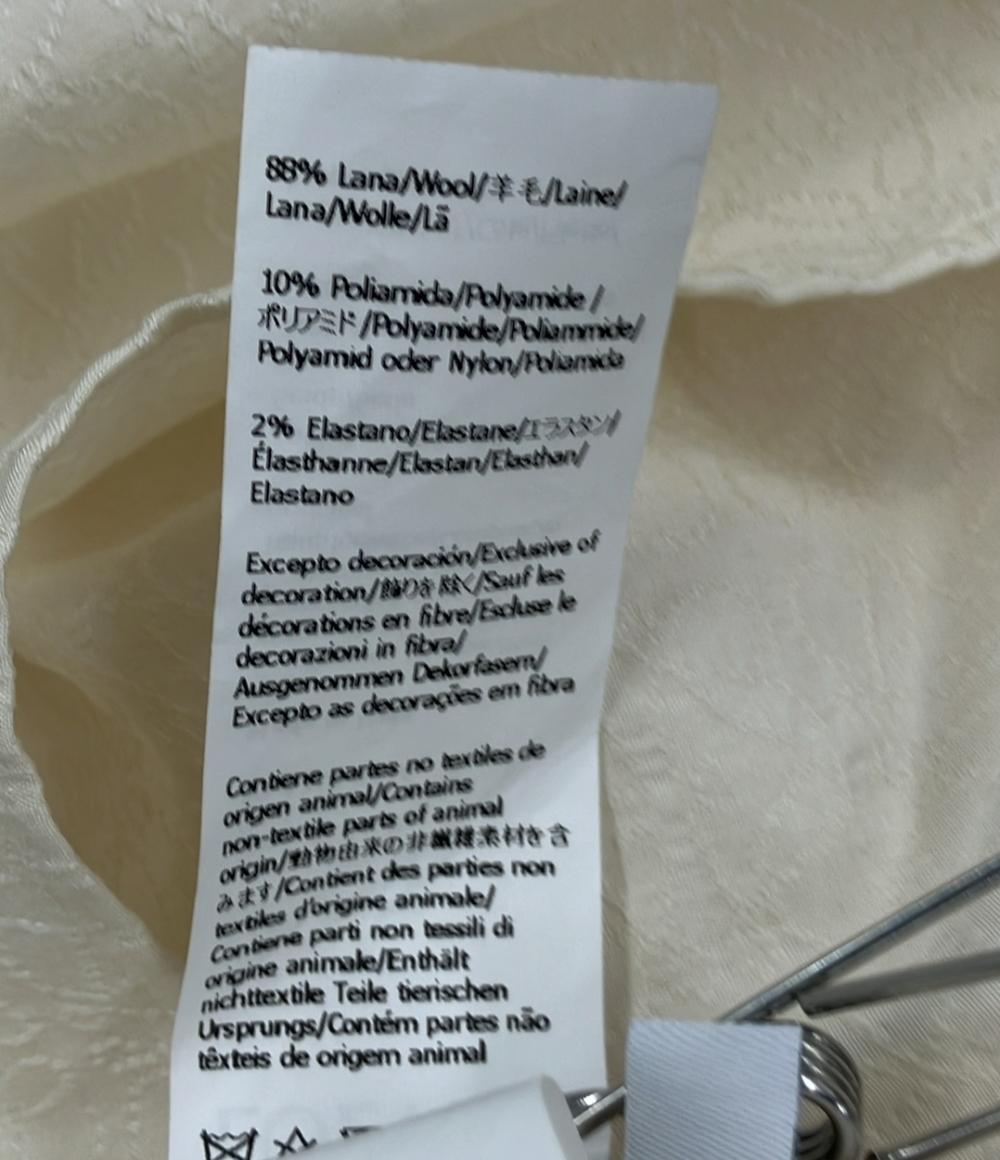 88% Lana/Wool/羊毛/Laine/
Lana/Wolle/Lã
10% Poliamida/Polyamide /
ポリアミド/Polyamide/Poliammide/
Polyamid oder Nylon/Poliamida
2% Elastano/Elastane/エラスタン/
Élasthanne/Elastan/Elasthan/
Elastano
Excepto decoración/Exclusive of
decoration/飾りを除く/Sauf les
décorations en fibre/Escluse le
decorazioni in fibra/
Ausgenommen Dekorfasern/
Excepto as decorações em fibra
Contiene partes no textiles de
origen animal/Contains
non-textile parts of animal
origin/動物由来の非繊維素材を含
みます/Contient des parties non
textiles d'origine animale/
Contiene parti non tessili di
origine animale/Enthält
nichttextile Teile tierischen
Ursprungs/Contém partes não
têxteis de origem animal